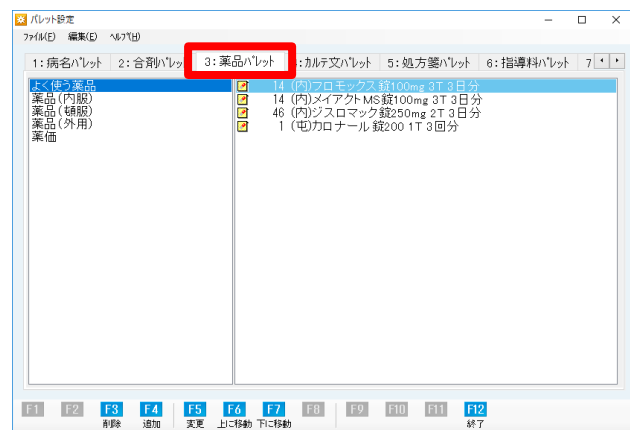 パレット設定
ファイル(F) 編集(E) ヘルプ(H)
1:病名パレット 2:合剤パレッ 3:薬品パレット :カルテ文パレット 5:処方箋パレット 6:指導料パレット 7
よく使う薬品
薬品(内服)
薬品(頓服)
薬品(外用)
薬価
14 (内)フロモックス錠100mg 3T 3日分
14 (内)メイアクトMS錠100mg 3T 3日分
46 (内)ジスロマック錠250mg 2T 3日分
1 (屯)カロナール錠200 1T 3回分
F1 F2 F3 F4 F5 F6 F7 F8 F9 F10 F11 F12
削除 追加 変更 上に移動 下に移動 終了